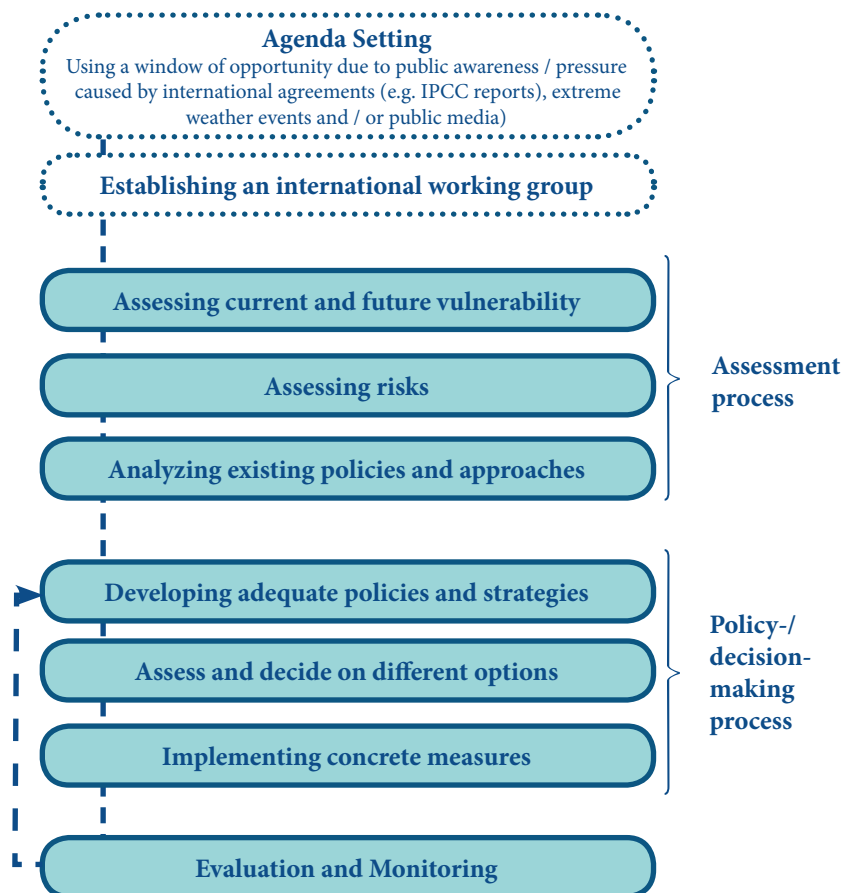 Agenda Setting
Using a window of opportunity due to public awareness / pressure
caused by international agreements (e.g. IPCC reports), extreme
weather events and / or public media)
Establishing an international working group
Assessing current and future vulnerability
Assessing risks
Analyzing existing policies and approaches
Assessment
process
Developing adequate policies and strategies
Assess and decide on different options
Implementing concrete measures
Policy-/
decision-
making
process
Evaluation and Monitoring